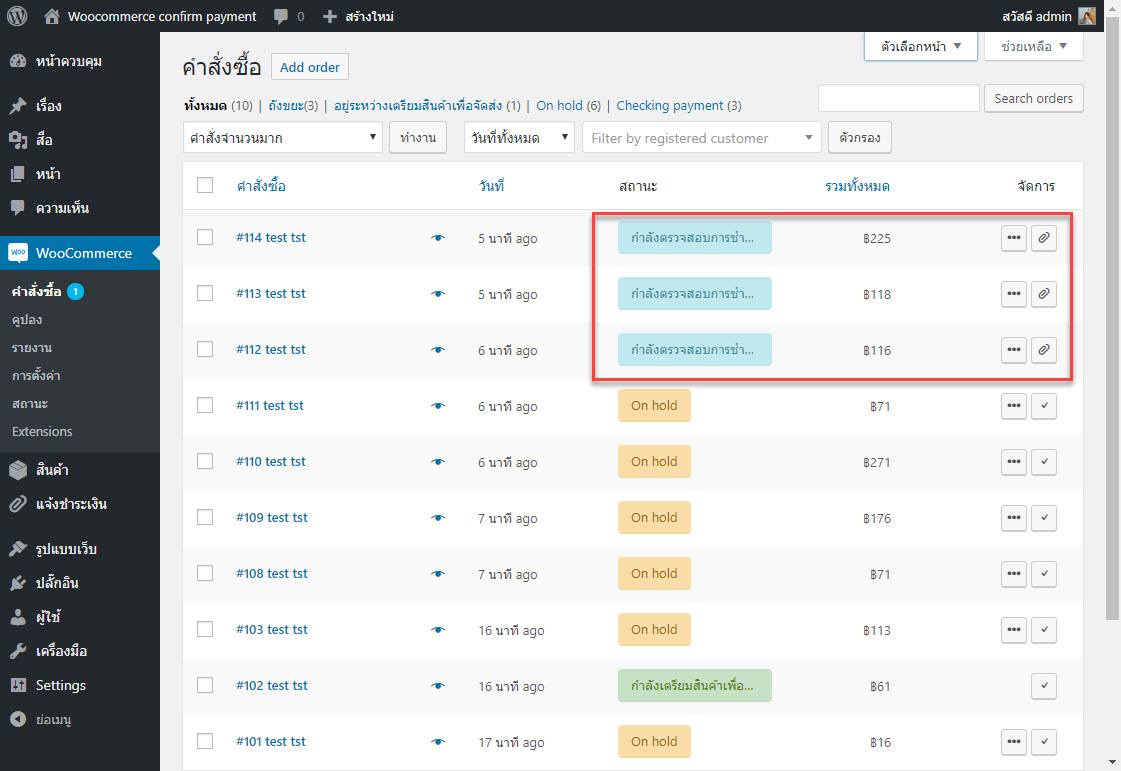 Woocommerce confirm payment 0 สร้างใหม่ สวัสดี admin
ตัวเลือกหน้า ช่วยเหลือ
หน้าควบคุม
เรื่อง
สื่อ
หน้า
ความเห็น
WooCommerce
คำสั่งซื้อ 1
คูปอง
รายงาน
การตั้งค่า
สถานะ
Extensions
สินค้า
แจ้งชำระเงิน
รูปแบบเว็บ
ปลั๊กอิน
ผู้ใช้
เครื่องมือ
Settings
ย่อเมนู
คำสั่งซื้อ Add order
ทั้งหมด (10) | ถังขยะ(3) | อยู่ระหว่างเตรียมสินค้าเพื่อจัดส่ง (1) | On hold (6) | Checking payment (3)
Search orders
คำสั่งจำนวนมาก ทำงาน วันที่ทั้งหมด Filter by registered customer ตัวกรอง
คำสั่งซื้อ วันที่ สถานะ รวมทั้งหมด จัดการ
#114 test tst 5 นาที ago กำลังตรวจสอบการชำ... ฿225
#113 test tst 5 นาที ago กำลังตรวจสอบการชำ... ฿118
#112 test tst 6 นาที ago กำลังตรวจสอบการชำ... ฿116
#111 test tst 6 นาที ago On hold ฿71
#110 test tst 6 นาที ago On hold ฿271
#109 test tst 7 นาที ago On hold ฿176
#108 test tst 7 นาที ago On hold ฿71
#103 test tst 16 นาที ago On hold ฿113
#102 test tst 16 นาที ago กำลังเตรียมสินค้าเพื่อ... ฿61
#101 test tst 17 นาที ago On hold ฿16